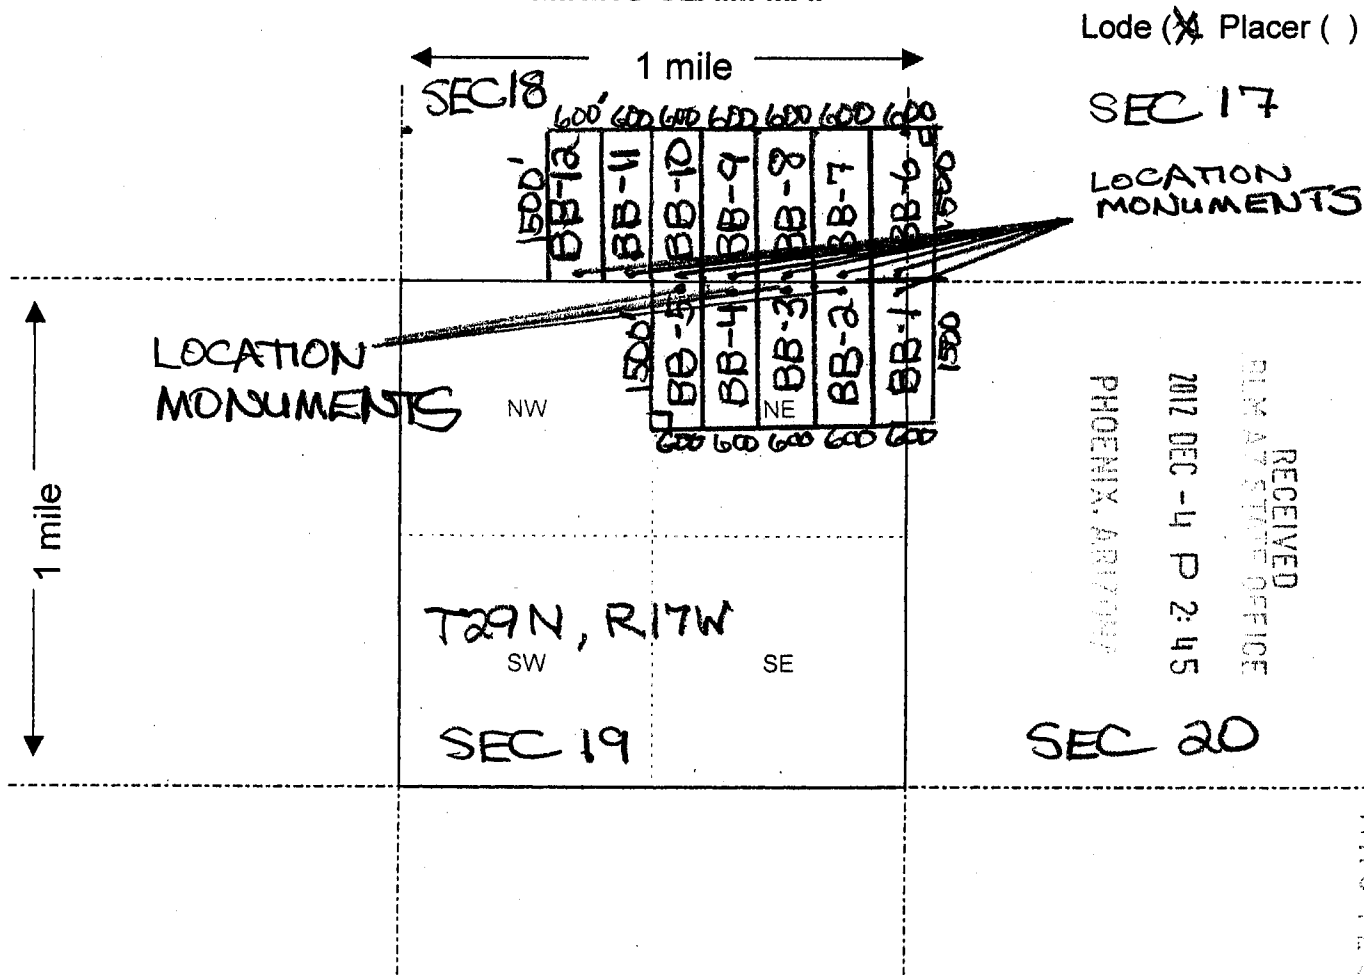 Lode (X) Placer ( )
1 mile
SEC 18
SEC 17
600' 600 600 600 600 600 600
LOCATION
MONUMENTS
1500'
BB-12
BB-11
BB-10
BB-9
BB-8
BB-7
BB-6
1500
LOCATION
MONUMENTS
1500'
BB-5
BB-4
BB-3
BB-2
BB-1
1500
NW
NE
600 600 600 600 600
1 mile
RECEIVED
BLM AZ STATE OFFICE
2012 DEC -4 P 2:45
PHOENIX, ARIZONA
T29N, R17W
SW
SE
SEC 19
SEC 20